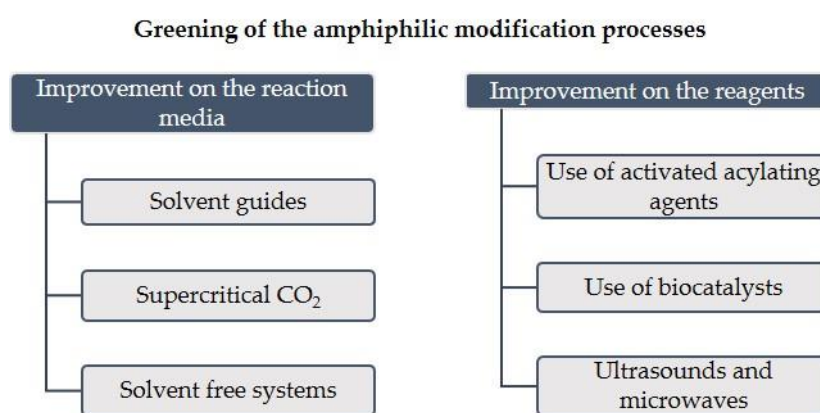 Greening of the amphiphilic modification processes
Improvement on the reaction
media
Solvent guides
Supercritical CO₂
Solvent free systems
Improvement on the reagents
Use of activated acylating
agents
Use of biocatalysts
Ultrasounds and
microwaves